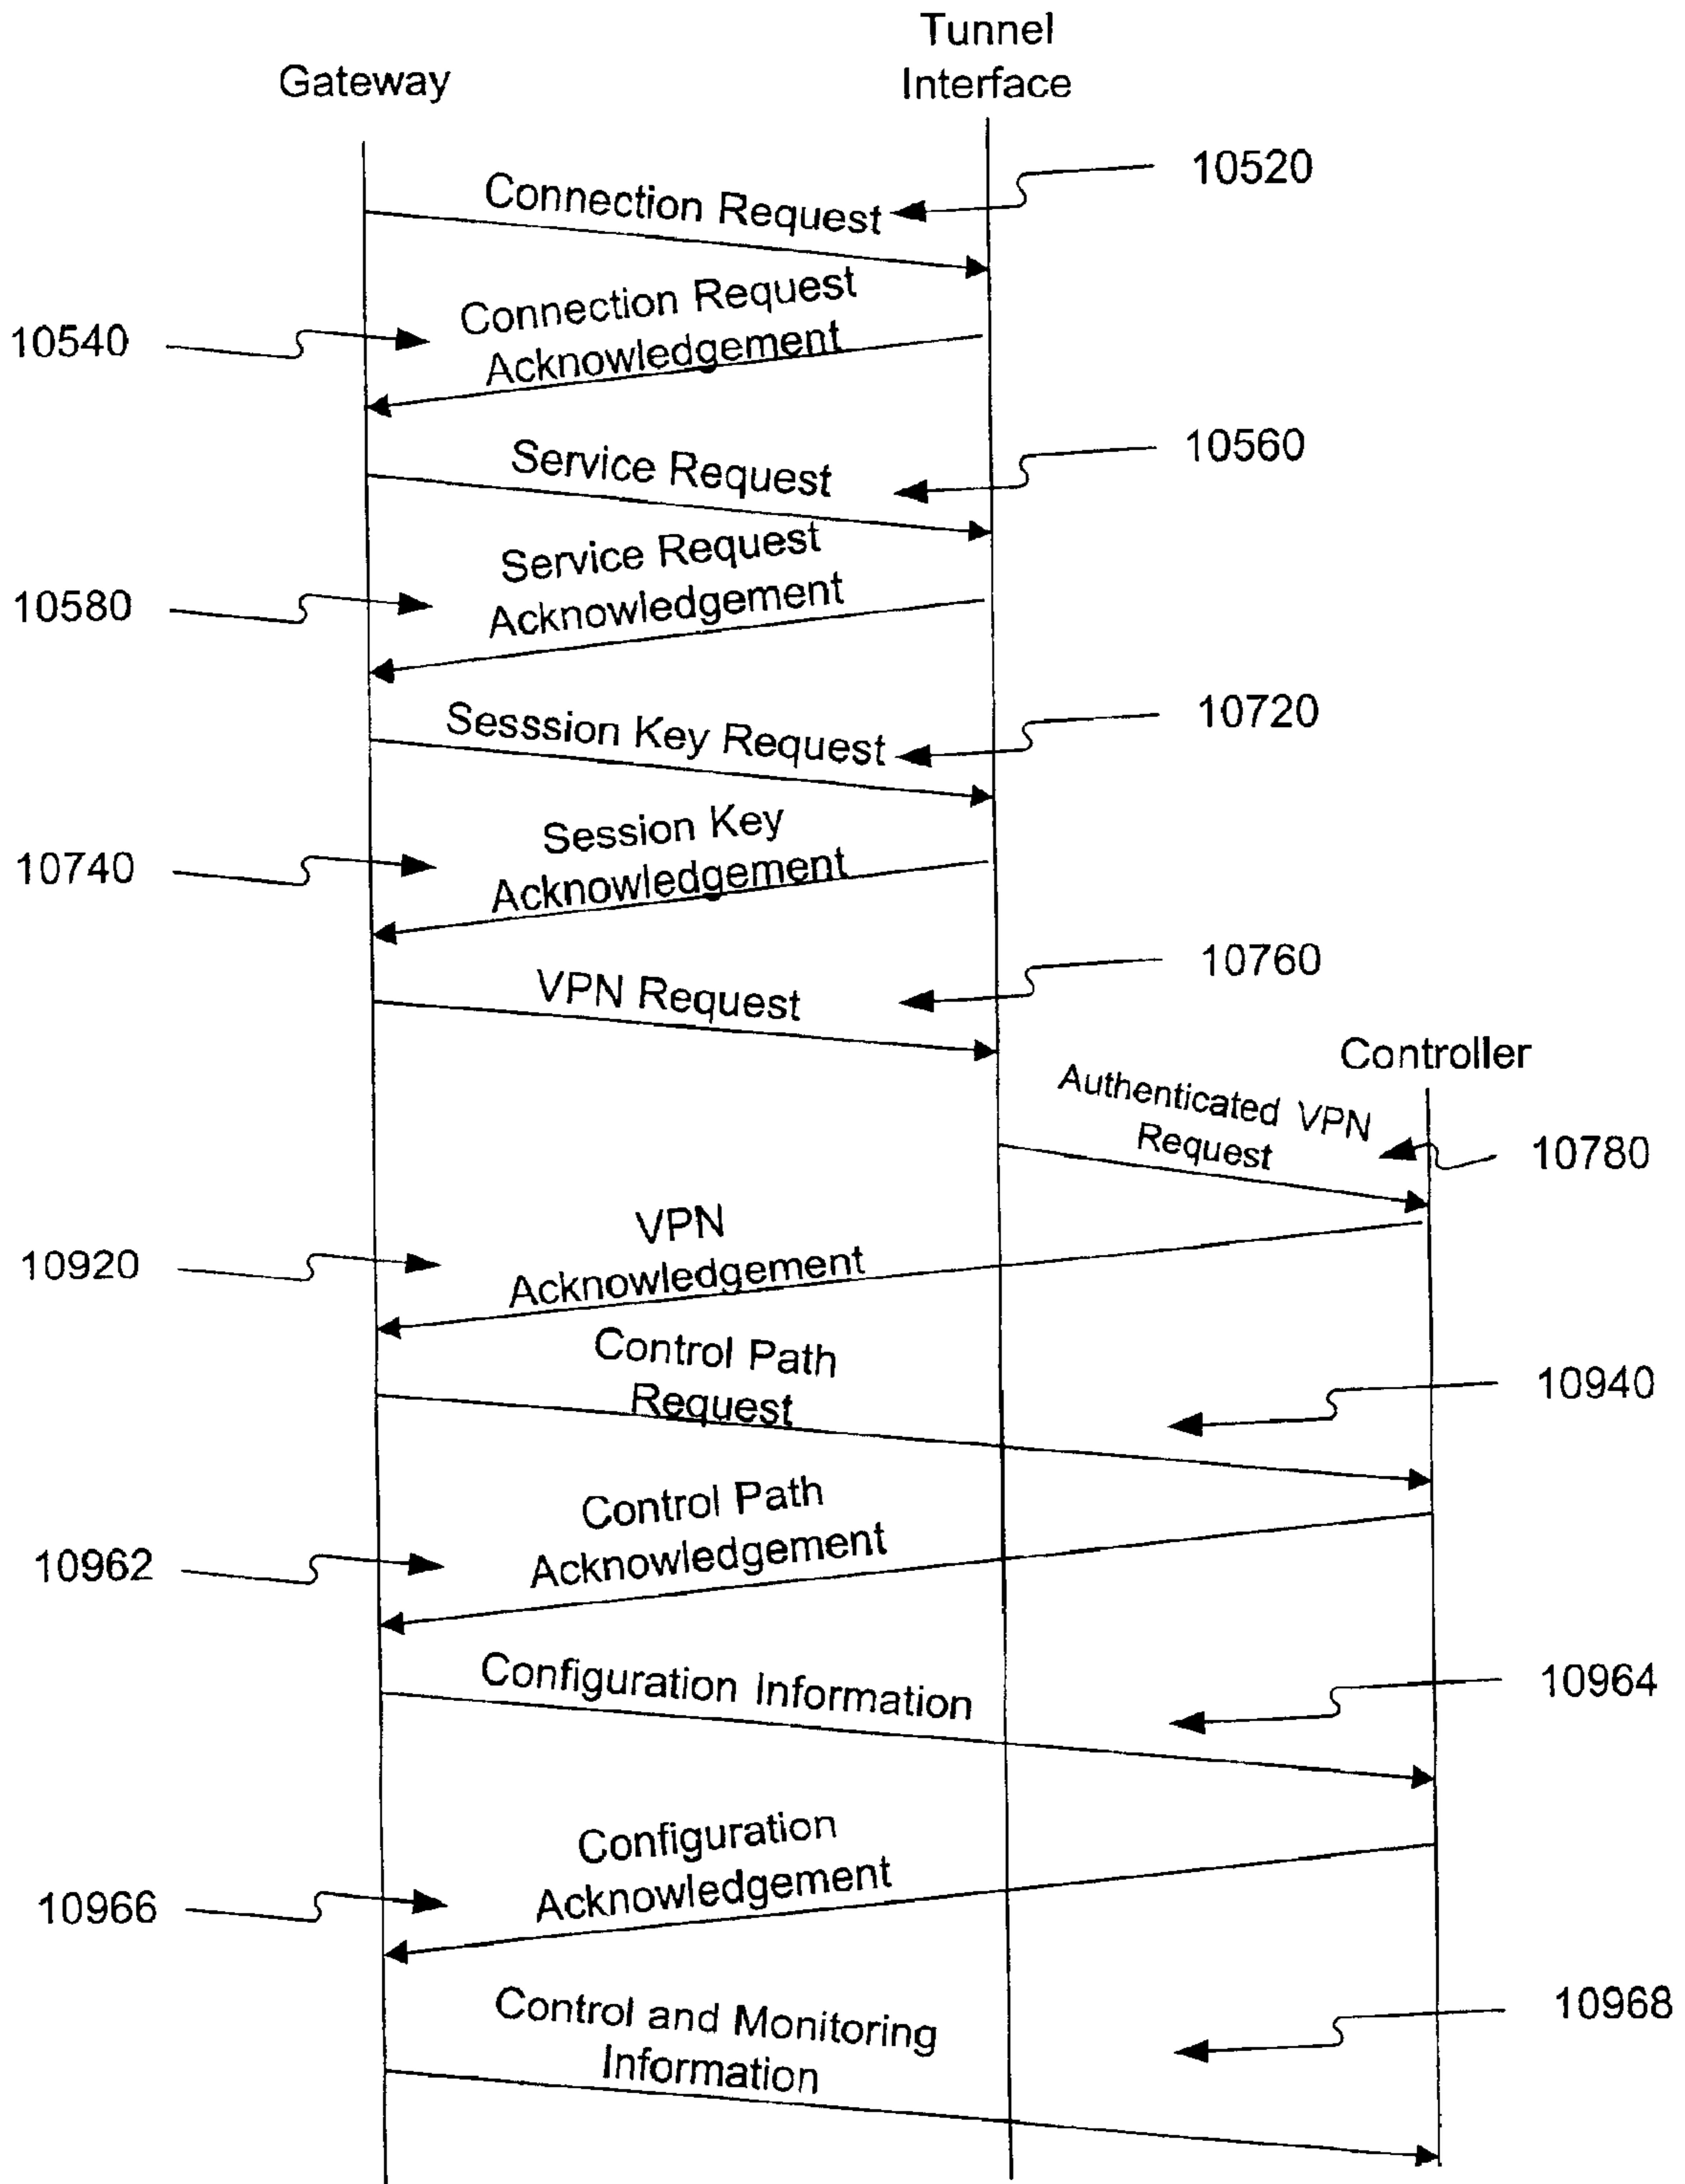 Tunnel
Interface
Gateway
Connection Request
10520
Connection Request
Acknowledgement
10540
Service Request
10560
Service Request
Acknowledgement
10580
Sesssion Key Request
10720
Session Key
Acknowledgement
10740
VPN Request
10760
Controller
Authenticated VPN
Request
10780
VPN
Acknowledgement
10920
Control Path
Request
10940
Control Path
Acknowledgement
10962
Configuration Information
10964
Configuration
Acknowledgement
10966
Control and Monitoring
Information
10968